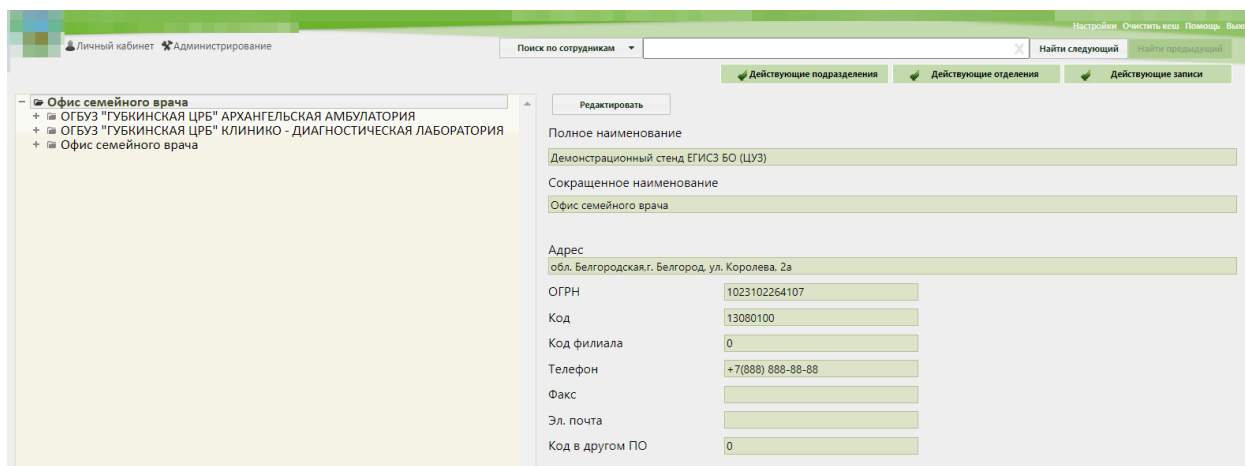 Настройки Очистить кеш Помощь Выхо
Личный кабинет Администрирование
Поиск по сотрудникам
Найти следующий
Найти предыдущий
Действующие подразделения
Действующие отделения
Действующие записи
Офис семейного врача
ОГБУЗ "ГУБКИНСКАЯ ЦРБ" АРХАНГЕЛЬСКАЯ АМБУЛАТОРИЯ
ОГБУЗ "ГУБКИНСКАЯ ЦРБ" КЛИНИКО - ДИАГНОСТИЧЕСКАЯ ЛАБОРАТОРИЯ
Офис семейного врача
Редактировать
Полное наименование
Демонстрационный стенд ЕГИСЗ БО (ЦУЗ)
Сокращенное наименование
Офис семейного врача
Адрес
обл. Белгородская,г. Белгород, ул. Королева, 2а
ОГРН 1023102264107
Код 13080100
Код филиала 0
Телефон +7(888) 888-88-88
Факс
Эл. почта
Код в другом ПО 0